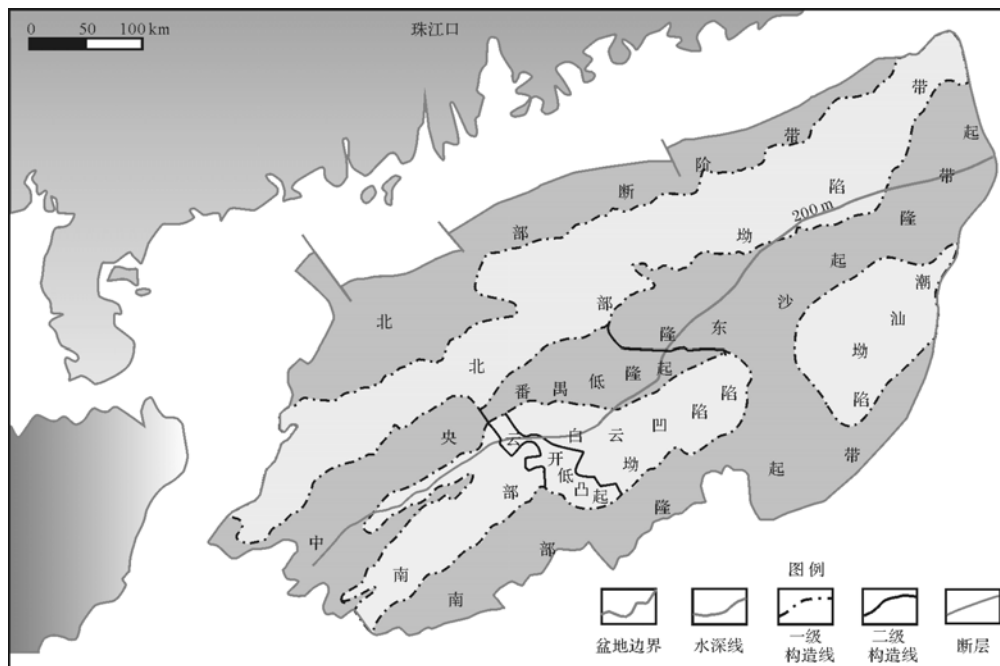 0 50 100 km
珠江口
北部断阶带
北部坳陷带
200 m
中央隆起带
东沙隆起
潮汕坳陷
番禺低隆起
白云凹陷
云开低凸起
南部坳陷
南部隆起带
图例
盆地边界
水深线
一级
构造线
二级
构造线
断层